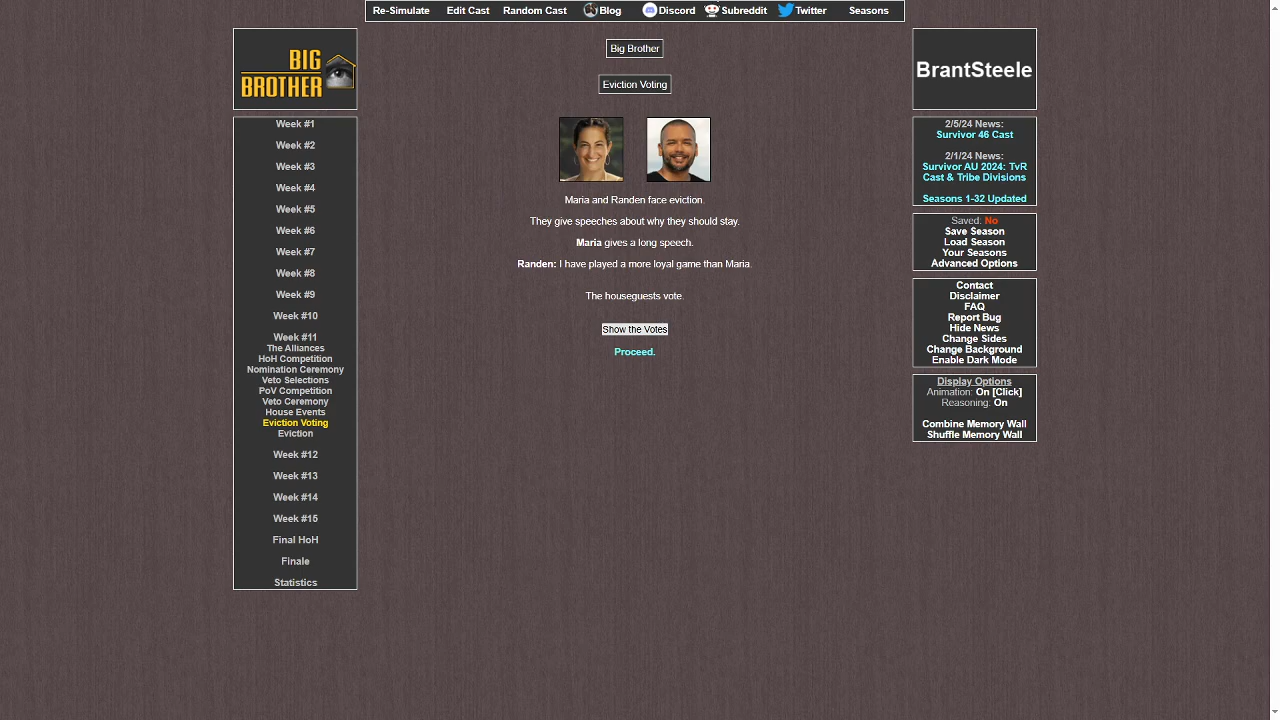 Re-Simulate Edit Cast Random Cast Blog Discord Subreddit Twitter Seasons
BIG
BROTHER
Week #1
Week #2
Week #3
Week #4
Week #5
Week #6
Week #7
Week #8
Week #9
Week #10
Week #11
The Alliances
HoH Competition
Nomination Ceremony
Veto Selections
PoV Competition
Veto Ceremony
House Events
Eviction Voting
Eviction
Week #12
Week #13
Week #14
Week #15
Final HoH
Finale
Statistics
Big Brother
Eviction Voting
Maria and Randen face eviction.
They give speeches about why they should stay.
Maria gives a long speech.
Randen: I have played a more loyal game than Maria.
The houseguests vote.
Show the Votes
Proceed.
BrantSteele
2/5/24 News:
Survivor 46 Cast
2/1/24 News:
Survivor AU 2024: TvR
Cast & Tribe Divisions
Seasons 1-32 Updated
Saved: No
Save Season
Load Season
Your Seasons
Advanced Options
Contact
Disclaimer
FAQ
Report Bug
Hide News
Change Sides
Change Background
Enable Dark Mode
Display Options
Animation: On [Click]
Reasoning: On
Combine Memory Wall
Shuffle Memory Wall